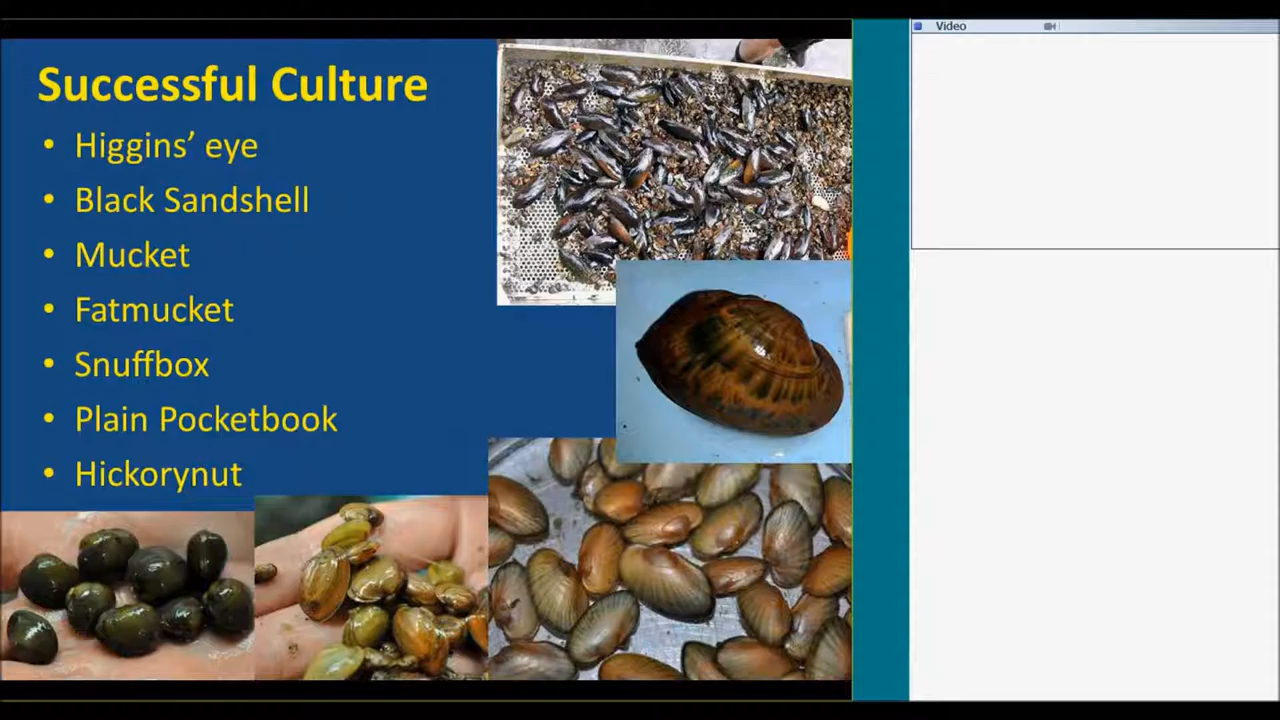 Successful Culture
• Higgins’ eye
• Black Sandshell
• Mucket
• Fatmucket
• Snuffbox
• Plain Pocketbook
• Hickorynut
Video